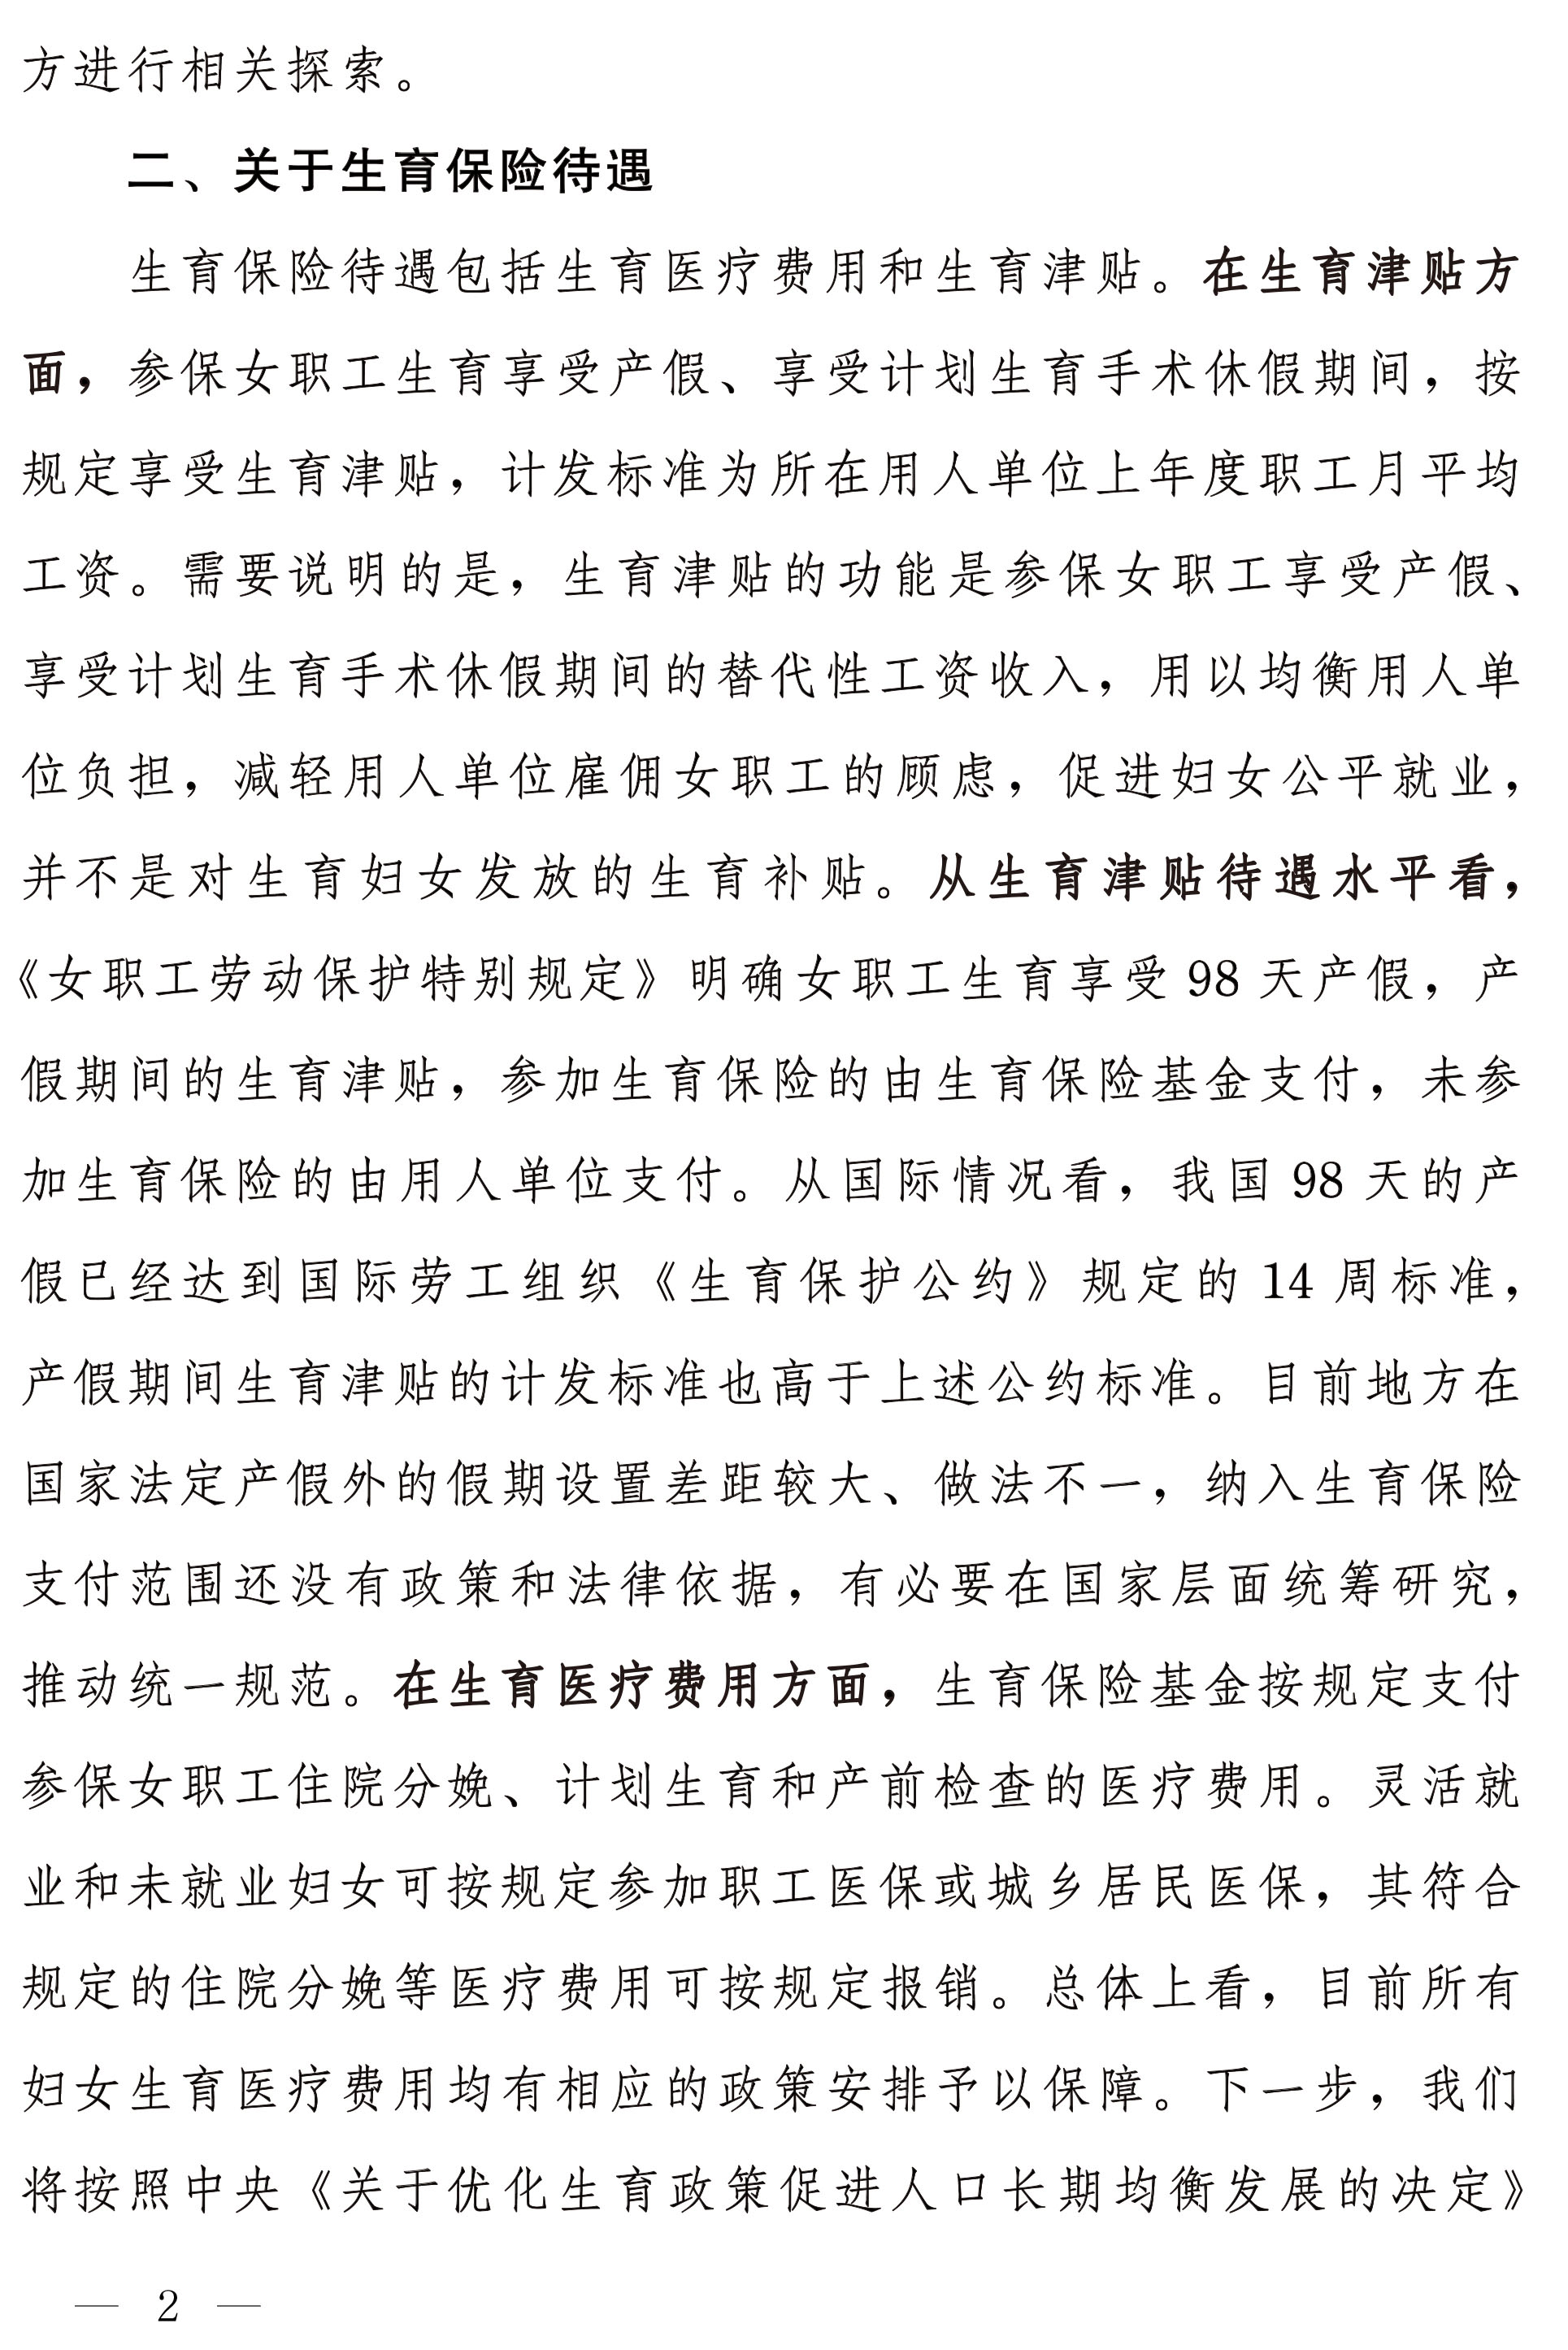 方进行相关探索。
二、关于生育保险待遇
生育保险待遇包括生育医疗费用和生育津贴。在生育津贴方
面，参保女职工生育享受产假、享受计划生育手术休假期间，按
规定享受生育津贴，计发标准为所在用人单位上年度职工月平均
工资。需要说明的是，生育津贴的功能是参保女职工享受产假、
享受计划生育手术休假期间的替代性工资收入，用以均衡用人单
位负担，减轻用人单位雇佣女职工的顾虑，促进妇女公平就业，
并不是对生育妇女发放的生育补贴。从生育津贴待遇水平看，
《女职工劳动保护特别规定》明确女职工生育享受 98 天产假，产
假期间的生育津贴，参加生育保险的由生育保险基金支付，未参
加生育保险的由用人单位支付。从国际情况看，我国 98 天的产
假已经达到国际劳工组织《生育保护公约》规定的 14 周标准，
产假期间生育津贴的计发标准也高于上述公约标准。目前地方在
国家法定产假外的假期设置差距较大、做法不一，纳入生育保险
支付范围还没有政策和法律依据，有必要在国家层面统筹研究，
推动统一规范。在生育医疗费用方面，生育保险基金按规定支付
参保女职工住院分娩、计划生育和产前检查的医疗费用。灵活就
业和未就业妇女可按规定参加职工医保或城乡居民医保，其符合
规定的住院分娩等医疗费用可按规定报销。总体上看，目前所有
妇女生育医疗费用均有相应的政策安排予以保障。下一步，我们
将按照中央《关于优化生育政策促进人口长期均衡发展的决定》
— 2 —